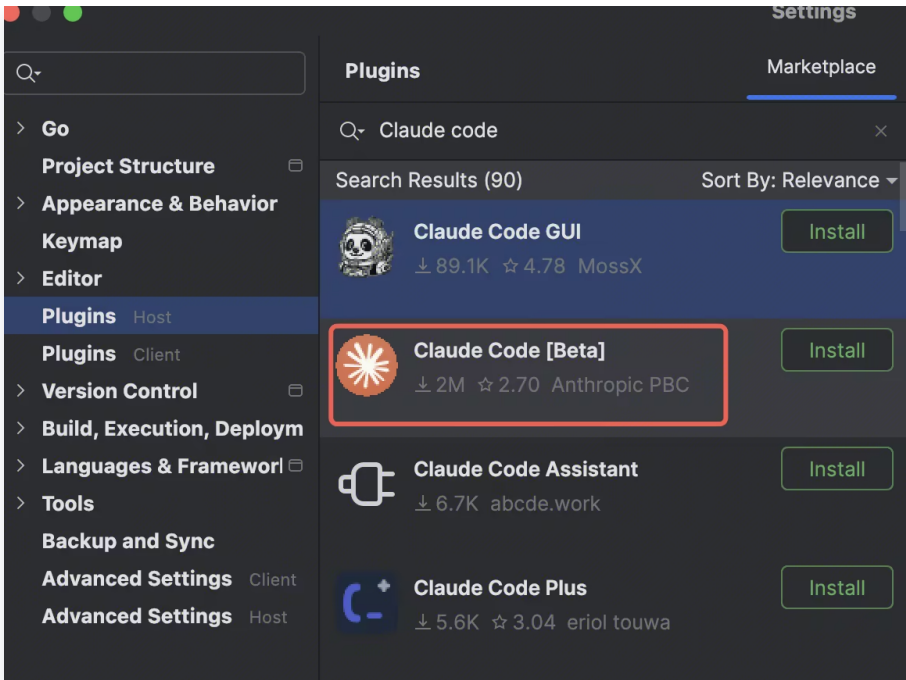 Settings
Plugins
Marketplace
Go
Project Structure
Appearance & Behavior
Keymap
Editor
Plugins Host
Plugins Client
Version Control
Build, Execution, Deploym
Languages & Framewor
Tools
Backup and Sync
Advanced Settings Client
Advanced Settings Host
Claude code
Search Results (90)
Sort By: Relevance
Claude Code GUI
89.1K 4.78 MossX
Install
Claude Code [Beta]
2M 2.70 Anthropic PBC
Install
Claude Code Assistant
6.7K abcde.work
Install
Claude Code Plus
5.6K 3.04 eriol touwa
Install